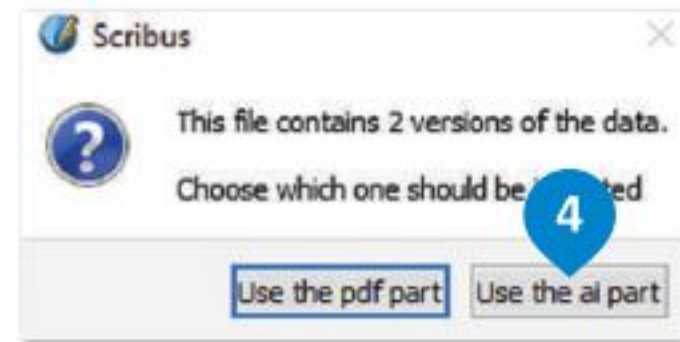 Scribus
This file contains 2 versions of the data.
Choose which one should be
4
Use the pdf part
Use the ai part